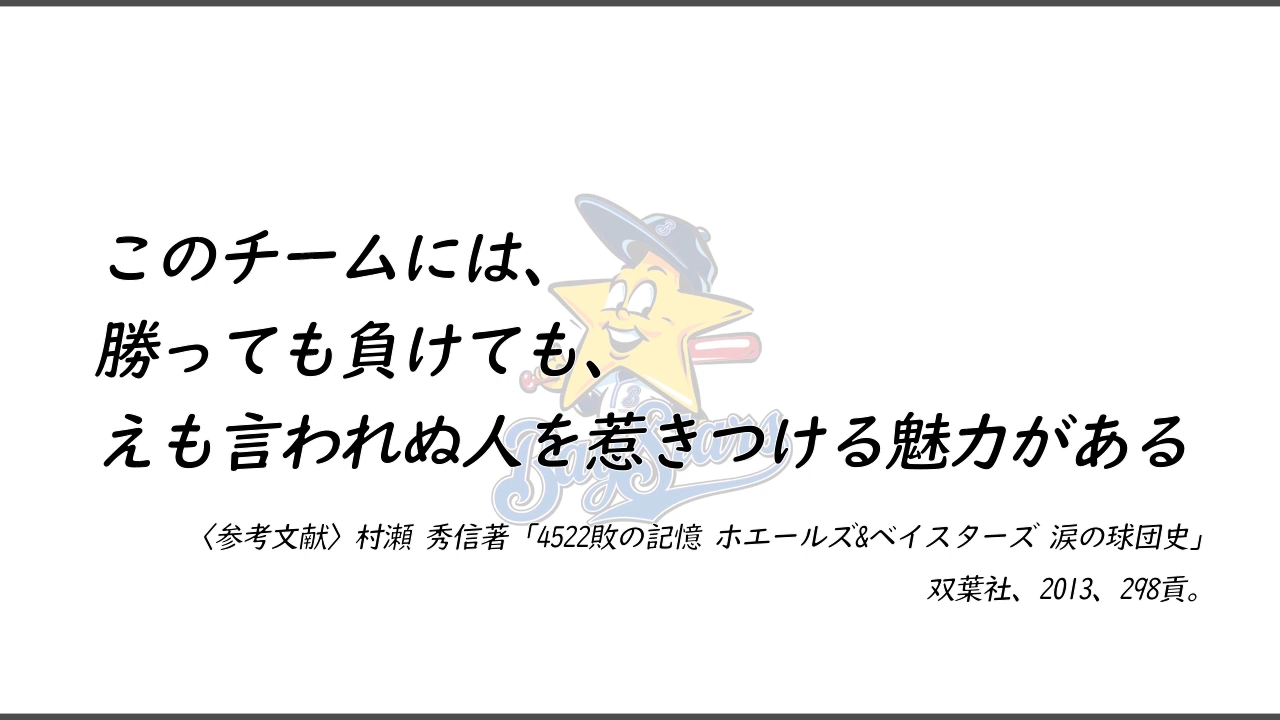 このチームには、
勝っても負けても、
えも言われぬ人を惹きつける魅力がある
BayStars
〈参考文献〉村瀬 秀信著「4522敗の記憶 ホエールズ&ベイスターズ 涙の球団史」
双葉社、2013、298貢。